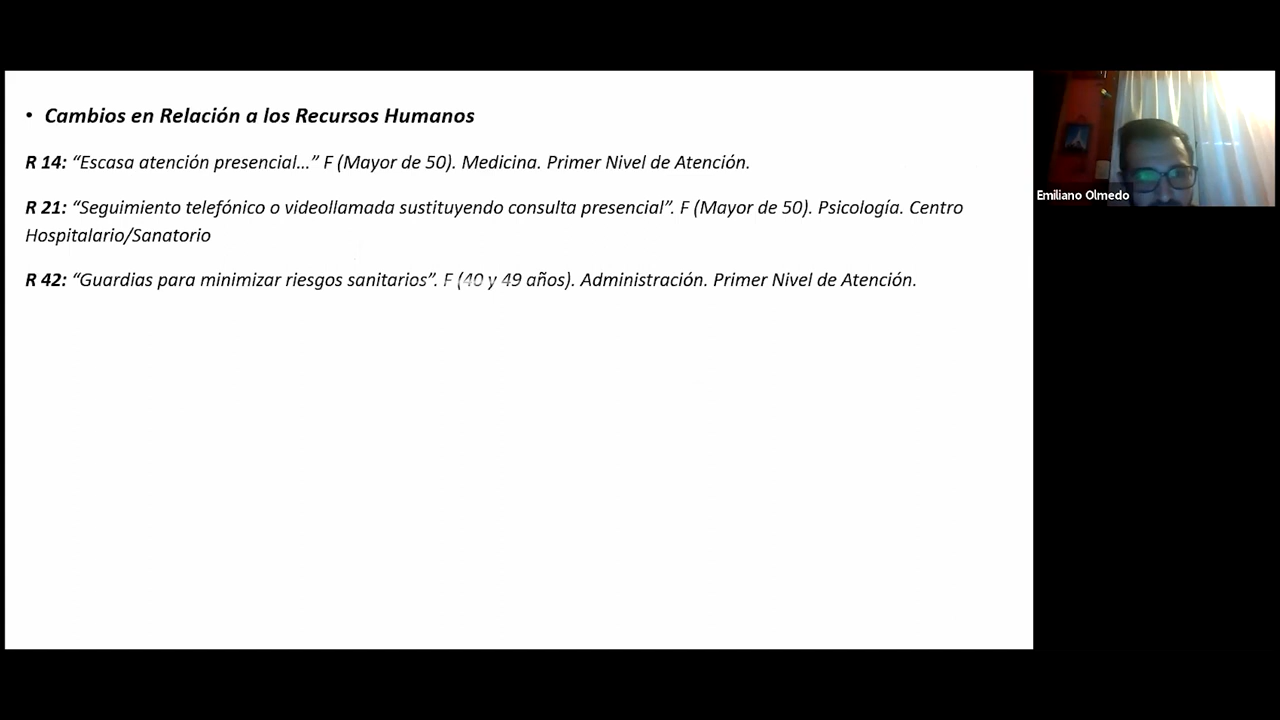 • Cambios en Relación a los Recursos Humanos
R 14: “Escasa atención presencial...” F (Mayor de 50). Medicina. Primer Nivel de Atención.
R 21: “Seguimiento telefónico o videollamada sustituyendo consulta presencial”. F (Mayor de 50). Psicología. Centro
Hospitalario/Sanatorio
R 42: “Guardias para minimizar riesgos sanitarios”. F (40 y 49 años). Administración. Primer Nivel de Atención.
Emiliano Olmedo